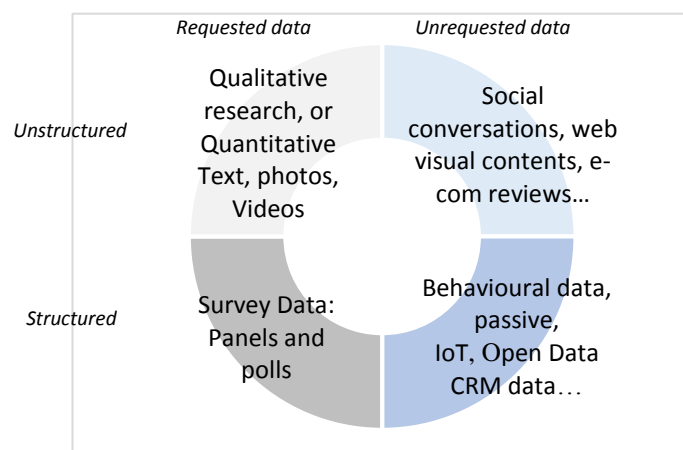 Requested data
Unrequested data
Unstructured
Qualitative
research, or
Quantitative
Text, photos,
Videos
Social
conversations, web
visual contents, e-
com reviews…
Structured
Survey Data:
Panels and
polls
Behavioural data,
passive,
IoT, Open Data
CRM data…